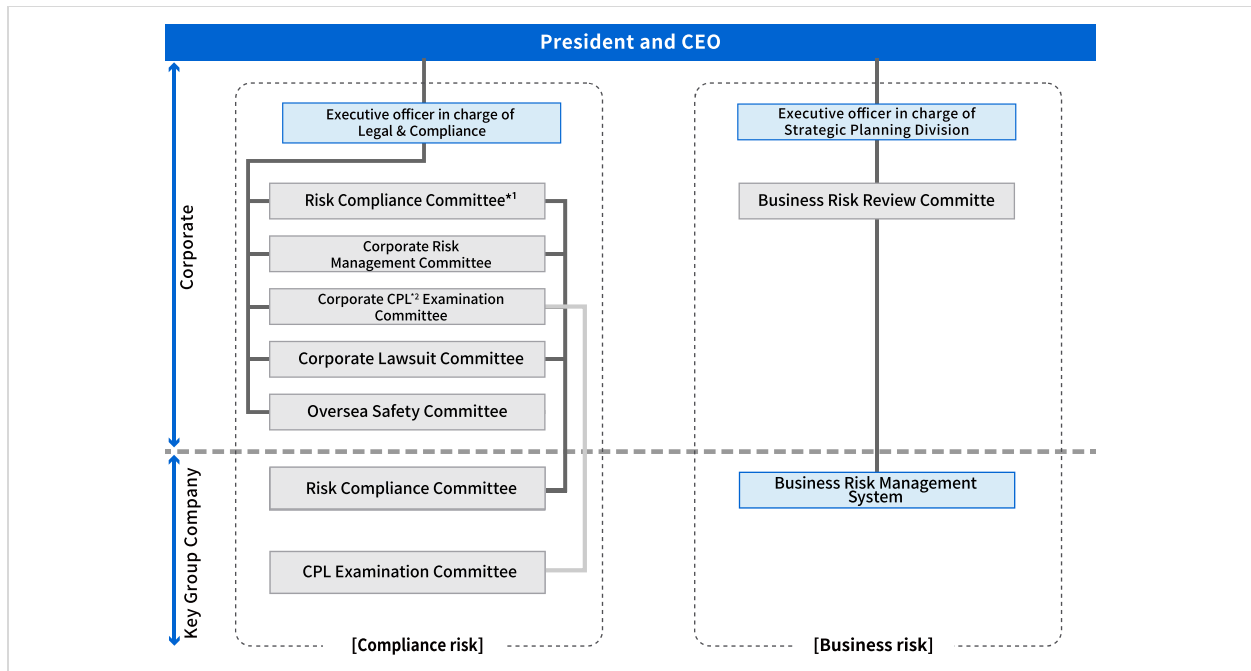 President and CEO
Corporate
Executive officer in charge of
Legal & Compliance
Risk Compliance Committee*1
Corporate Risk
Management Committee
Corporate CPL*2 Examination
Committee
Corporate Lawsuit Committee
Oversea Safety Committee
Executive officer in charge of
Strategic Planning Division
Business Risk Review Committe
Key Group Company
Risk Compliance Committee
CPL Examination Committee
[Compliance risk]
Business Risk Management
System
[Business risk]